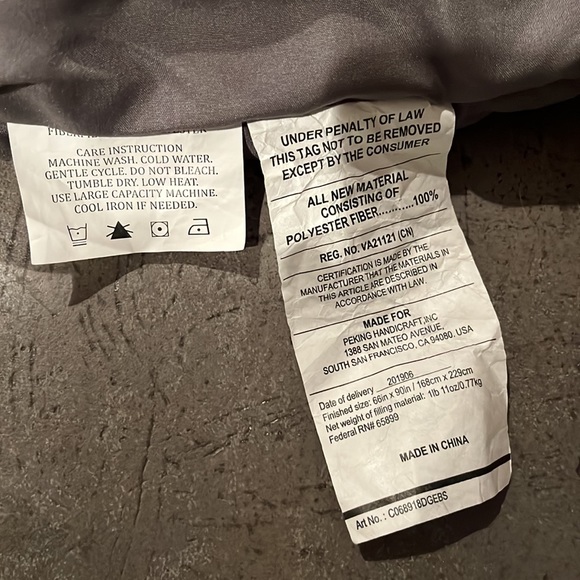 CARE INSTRUCTION
MACHINE WASH. COLD WATER.
GENTLE CYCLE. DO NOT BLEACH.
TUMBLE DRY. LOW HEAT.
USE LARGE CAPACITY MACHINE.
COOL IRON IF NEEDED.
UNDER PENALTY OF LAW
THIS TAG NOT TO BE REMOVED
EXCEPT BY THE CONSUMER
ALL NEW MATERIAL
CONSISTING OF
POLYESTER FIBER...........100%
REG. NO. VA21121 (CN)
CERTIFICATION IS MADE BY THE
MANUFACTURER THAT THE MATERIALS IN
THIS ARTICLE ARE DESCRIBED IN
ACCORDANCE WITH LAW.
MADE FOR
PEKING HANDICRAFT,INC
1388 SAN MATEO AVENUE,
SOUTH SAN FRANCISCO, CA 94080. USA
Date of delivery 201906
Finished size: 66in x 90in / 168cm x 229cm
Net weight of filling material: 1lb 11oz/0.77kg
Federal RN# 65899
MADE IN CHINA
Art No. : C068918DGEBS